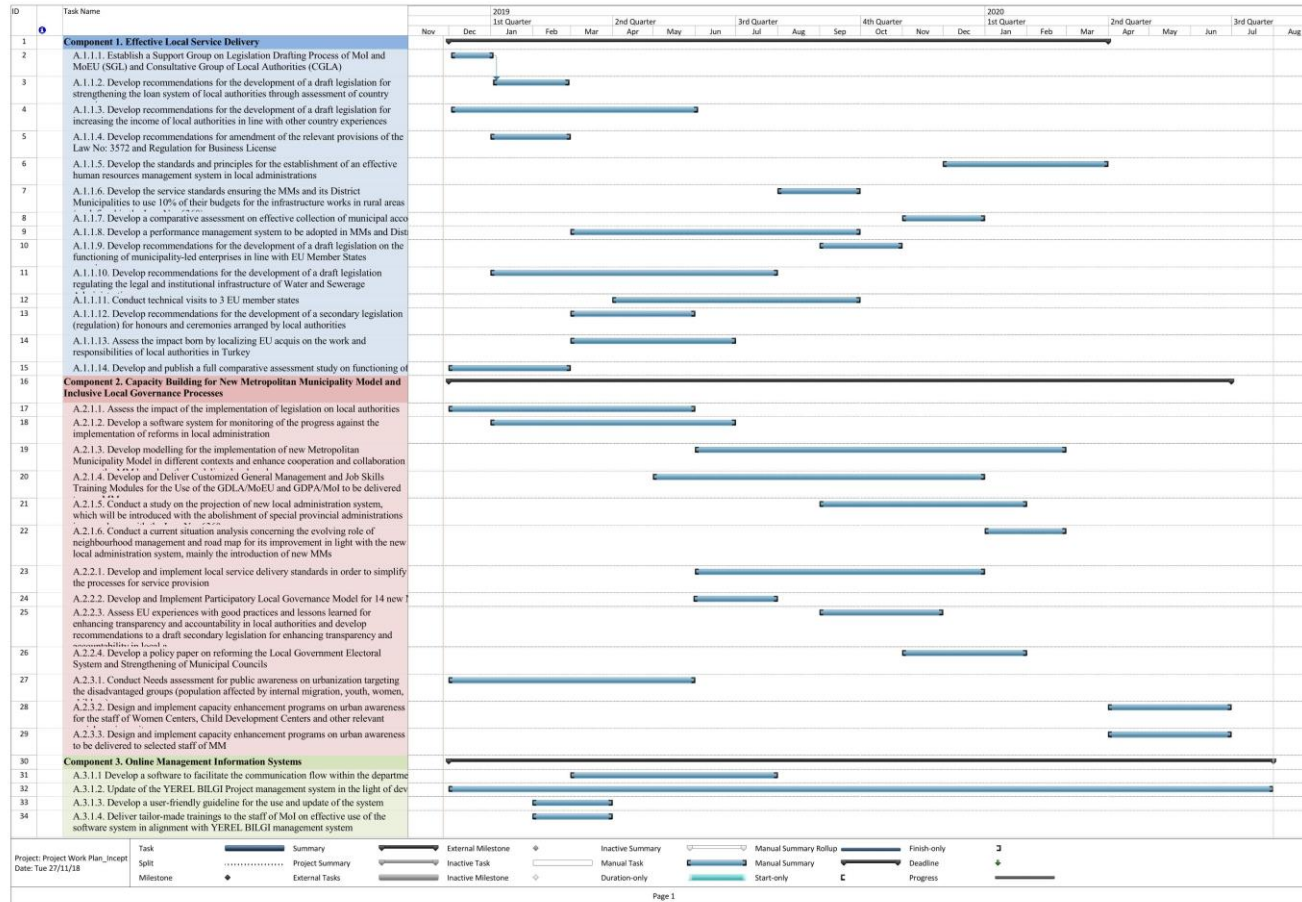 ID Task Name 2019 2020
1st Quarter 2nd Quarter 3rd Quarter 4th Quarter 1st Quarter 2nd Quarter 3rd Quarter
Nov Dec Jan Feb Mar Apr May Jun Jul Aug Sep Oct Nov Dec Jan Feb Mar Apr May Jun Jul Aug
1 Component 1. Effective Local Service Delivery
2 A.1.1.1. Establish a Support Group on Legislation Drafting Process of MoI and
MoEU (SGL) and Consultative Group of Local Authorities (CGLA)
3 A.1.1.2. Develop recommendations for the development of a draft legislation for
strengthening the loan system of local authorities through assessment of country
4 A.1.1.3. Develop recommendations for the development of a draft legislation for
increasing the income of local authorities in line with other country experiences
5 A.1.1.4. Develop recommendations for amendment of the relevant provisions of the
Law No: 3572 and Regulation for Business License
6 A.1.1.5. Develop the standards and principles for the establishment of an effective
human resources management system in local administrations
7 A.1.1.6. Develop the service standards ensuring the MMs and its District
Municipalities to use 10% of their budgets for the infrastructure works in rural areas
8 A.1.1.7. Develop a comparative assessment on effective collection of municipal acco
9 A.1.1.8. Develop a performance management system to be adopted in MMs and Distr
10 A.1.1.9. Develop recommendations for the development of a draft legislation on the
functioning of municipality-led enterprises in line with EU Member States
11 A.1.1.10. Develop recommendations for the development of a draft legislation
regulating the legal and institutional infrastructure of Water and Sewerage
12 A.1.1.11. Conduct technical visits to 3 EU member states
13 A.1.1.12. Develop recommendations for the development of a secondary legislation
(regulation) for honours and ceremonies arranged by local authorities
14 A.1.1.13. Assess the impact born by localizing EU acquis on the work and
responsibilities of local authorities in Turkey
15 A.1.1.14. Develop and publish a full comparative assessment study on functioning of
16 Component 2. Capacity Building for New Metropolitan Municipality Model and
Inclusive Local Governance Processes
17 A.2.1.1. Assess the impact of the implementation of legislation on local authorities
18 A.2.1.2. Develop a software system for monitoring of the progress against the
implementation of reforms in local administration
19 A.2.1.3. Develop modelling for the implementation of new Metropolitan
Municipality Model in different contexts and enhance cooperation and collaboration
20 A.2.1.4. Develop and Deliver Customized General Management and Job Skills
Training Modules for the Use of the GDLA/MoEU and GDPA/MoI to be delivered
21 A.2.1.5. Conduct a study on the projection of new local administration system,
which will be introduced with the abolishment of special provincial administrations
22 A.2.1.6. Conduct a current situation analysis concerning the evolving role of
neighbourhood management and road map for its improvement in light with the new
local administration system, mainly the introduction of new MMs
23 A.2.2.1. Develop and implement local service delivery standards in order to simplify
the processes for service provision
24 A.2.2.2. Develop and Implement Participatory Local Governance Model for 14 new
25 A.2.2.3. Assess EU experiences with good practices and lessons learned for
enhancing transparency and accountability in local authorities and develop
recommendations to a draft secondary legislation for enhancing transparency and
26 A.2.2.4. Develop a policy paper on reforming the Local Government Electoral
System and Strengthening of Municipal Councils
27 A.2.3.1. Conduct Needs assessment for public awareness on urbanization targeting
the disadvantaged groups (population affected by internal migration, youth, women,
28 A.2.3.2. Design and implement capacity enhancement programs on urban awareness
for the staff of Women Centers, Child Development Centers and other relevant
29 A.2.3.3. Design and implement capacity enhancement programs on urban awareness
to be delivered to selected staff of MM
30 Component 3. Online Management Information Systems
31 A.3.1.1 Develop a software to facilitate the communication flow within the departme
32 A.3.1.2. Update of the YEREL BILGI Project management system in the light of dev
33 A.3.1.3. Develop a user-friendly guideline for the use and update of the system
34 A.3.1.4. Deliver tailor-made trainings to the staff of MoI on effective use of the
software system in alignment with YEREL BILGI management system
Project: Project Work Plan_Incept
Date: Tue 27/11/18
Task Summary External Milestone Inactive Summary Manual Summary Rollup Finish-only
Split Project Summary Inactive Task Manual Task Manual Summary Deadline
Milestone External Tasks Inactive Milestone Duration-only Start-only Progress
Page 1